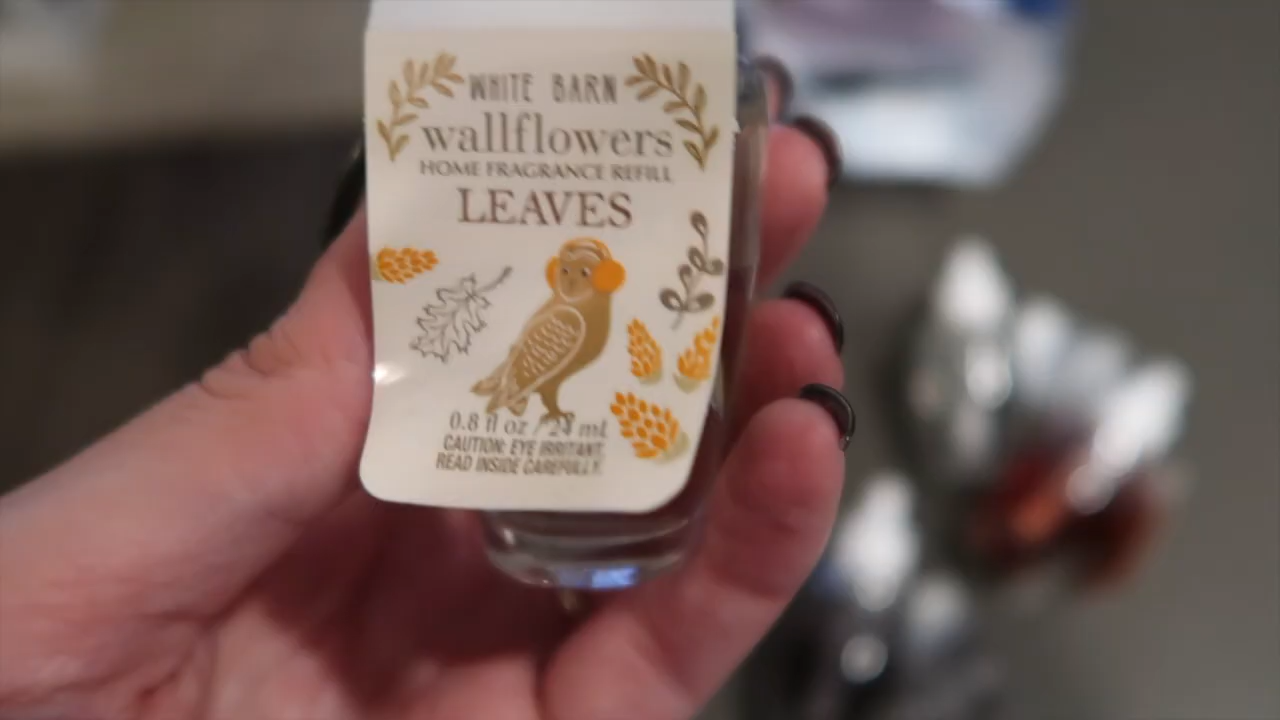 WHITE BARN
wallflowers
HOME FRAGRANCE REFILL
LEAVES
0.8 fl oz / 24 mL
CAUTION: EYE IRRITANT.
READ INSIDE CAREFULLY.